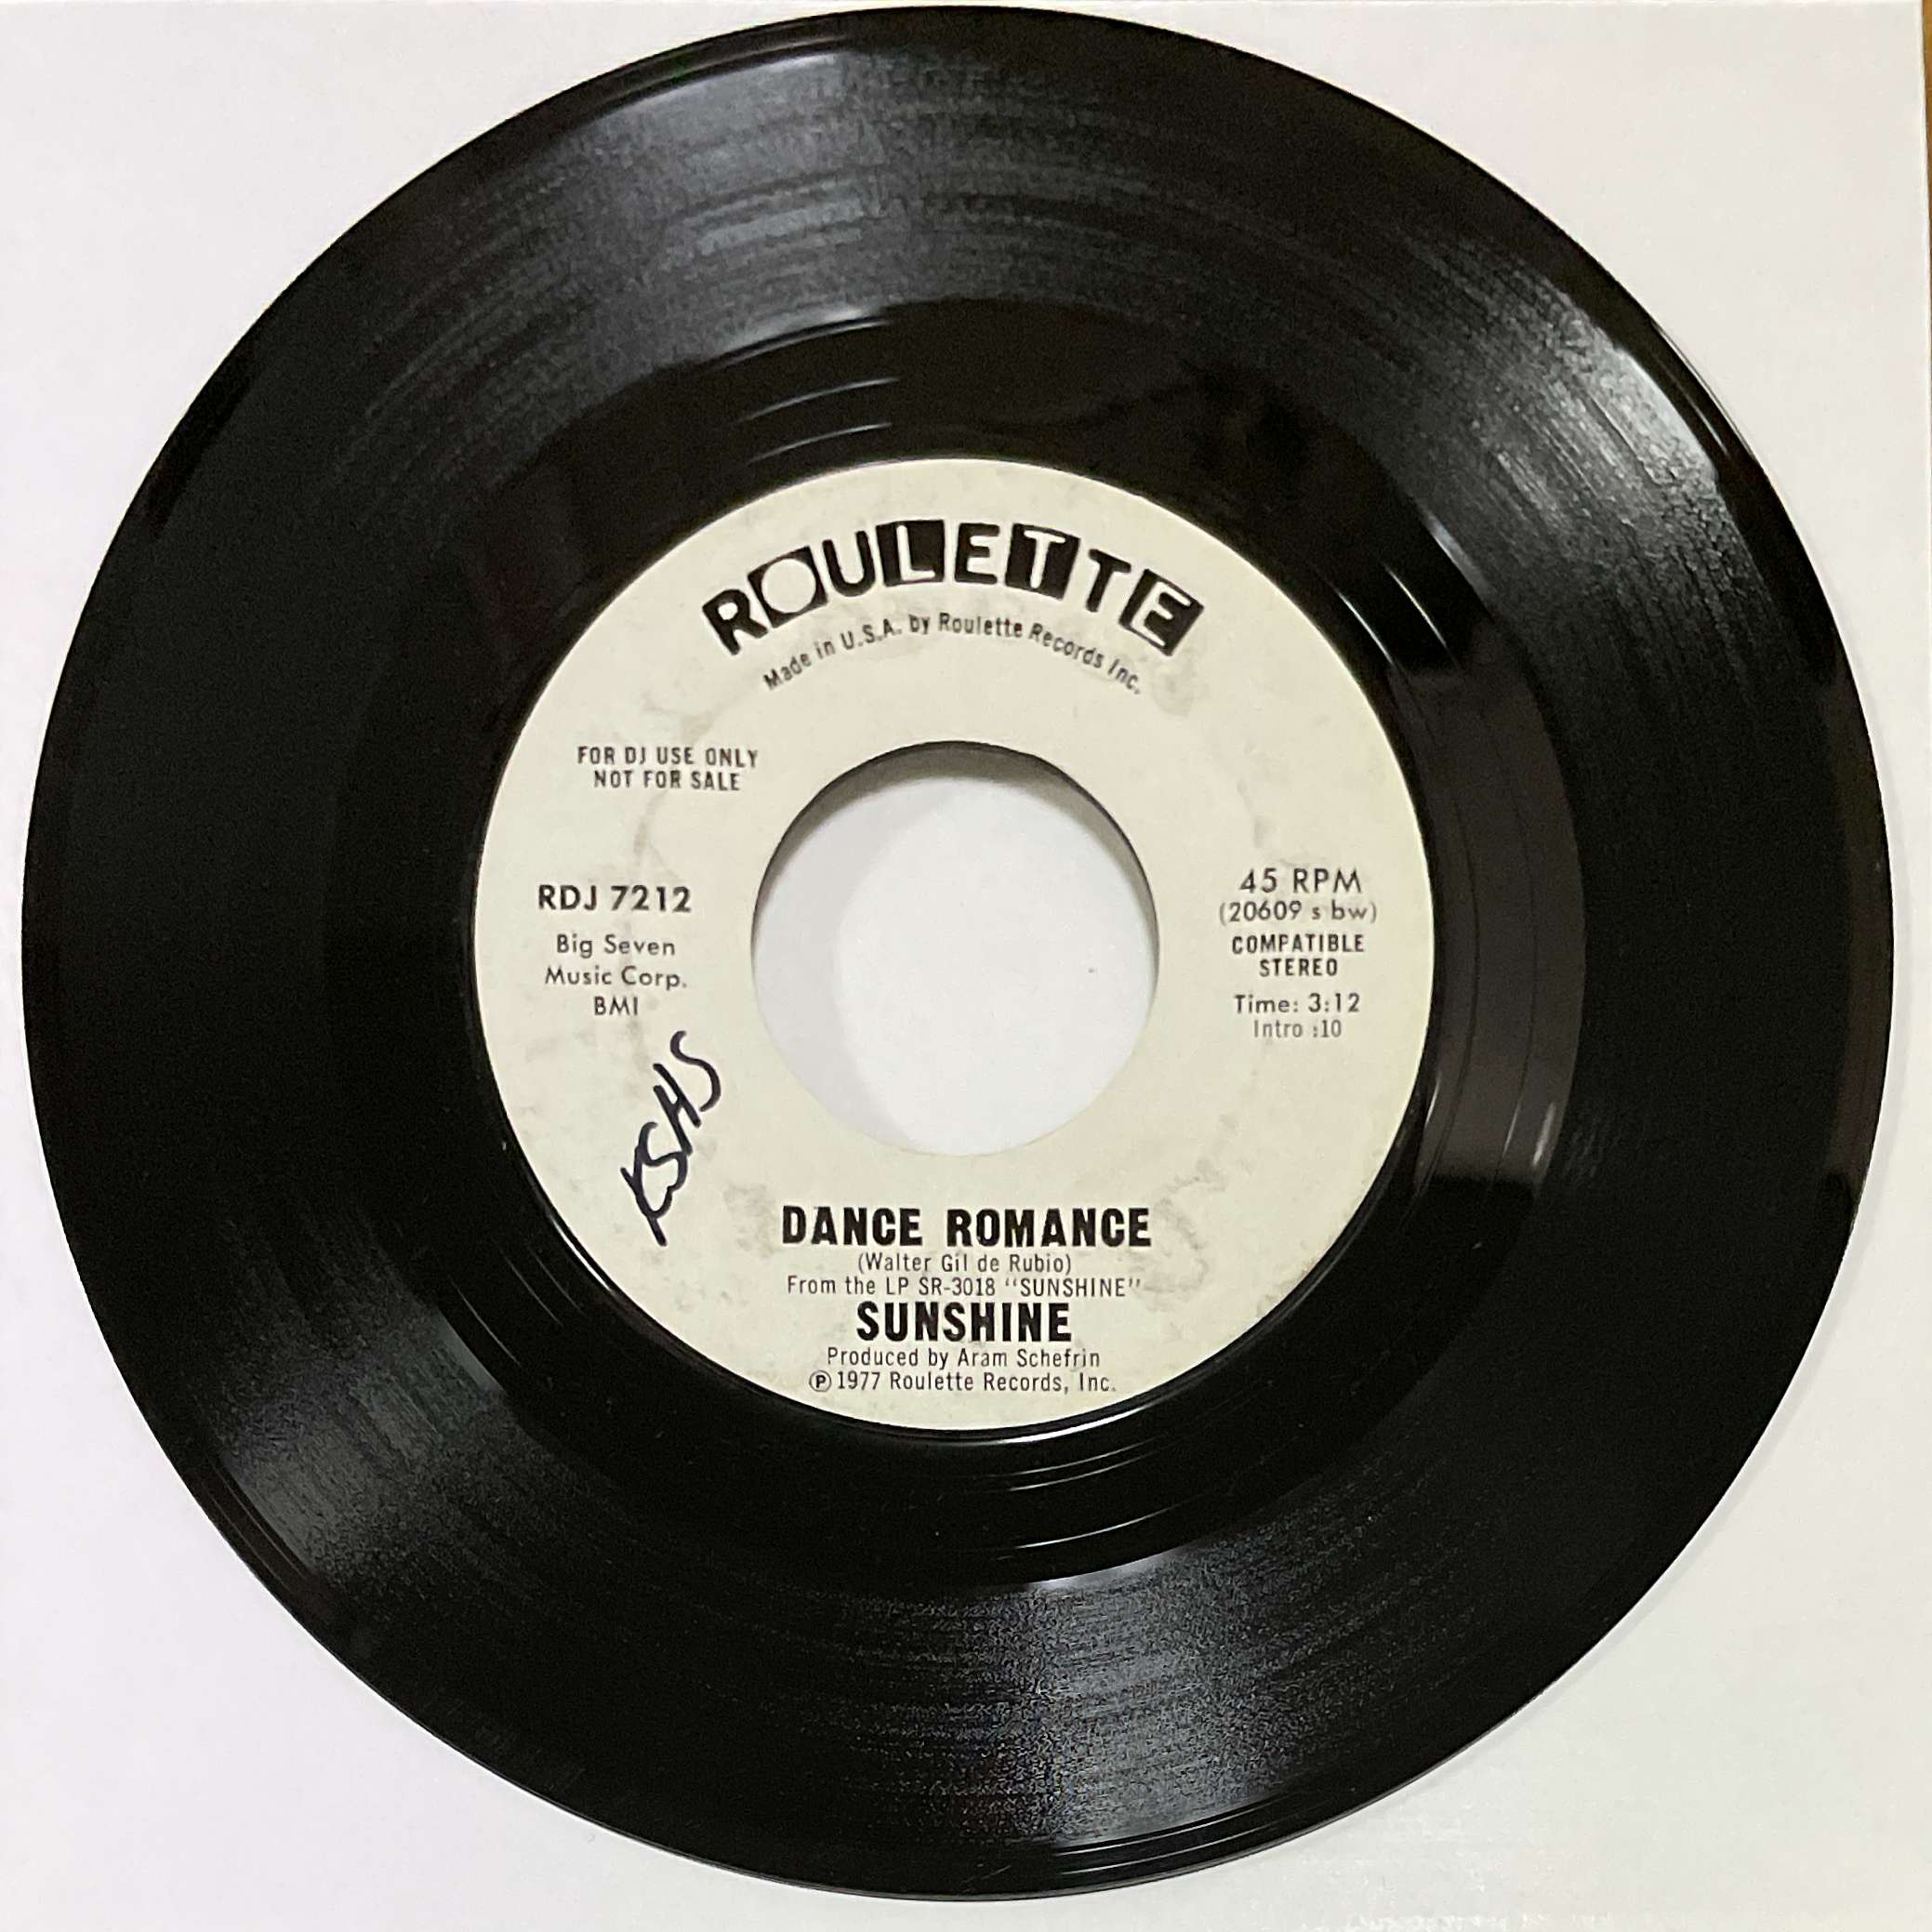 ROULETTE
Made in U.S.A. by Roulette Records Inc.
FOR DJ USE ONLY
NOT FOR SALE
RDJ 7212
Big Seven
Music Corp.
BMI
45 RPM
(20609 s bw)
COMPATIBLE
STEREO
Time: 3:12
Intro :10
KSHS
DANCE ROMANCE
(Walter Gil de Rubio)
From the LP SR-3018 "SUNSHINE"
SUNSHINE
Produced by Aram Schefrin
℗ 1977 Roulette Records, Inc.